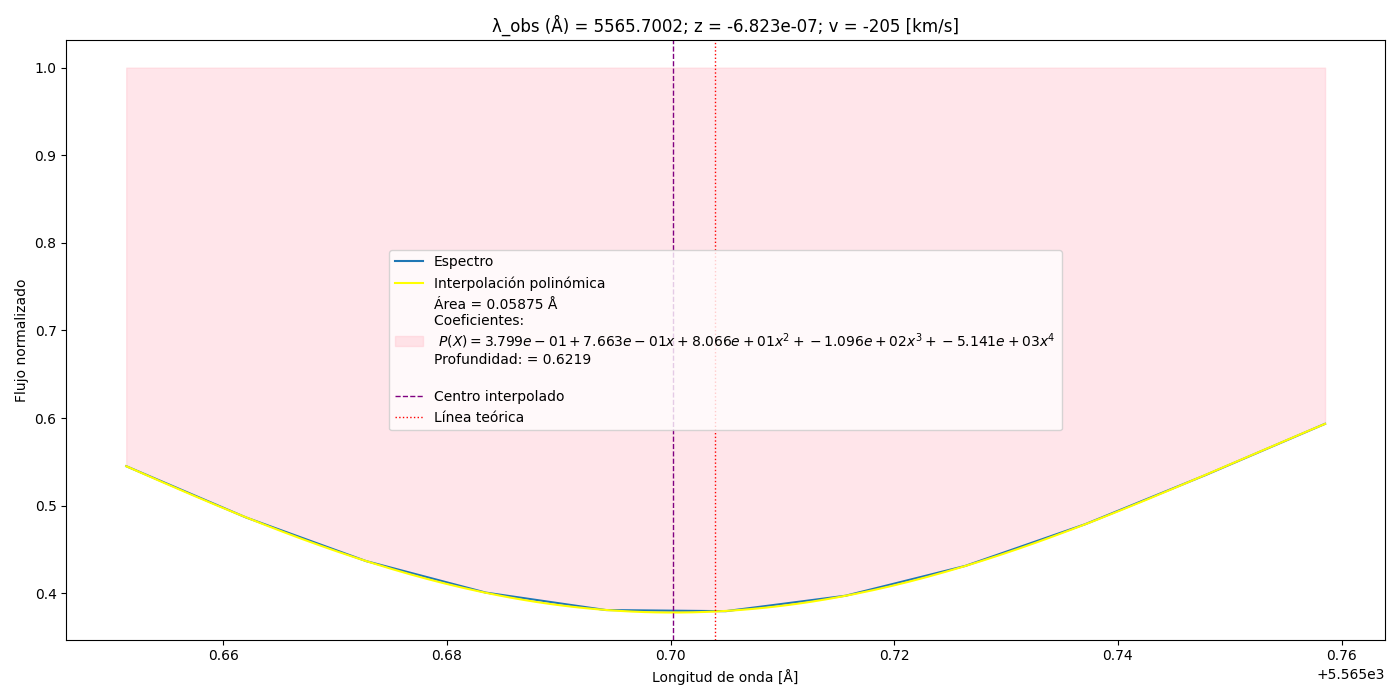 λ_obs (Å) = 5565.7002; z = -6.823e-07; v = -205 [km/s]
1.0
0.9
0.8
0.7
0.6
0.5
0.4
Flujo normalizado
Espectro
Interpolación polinómica
Área = 0.05875 Å
Coeficientes:
P(X) = 3.799e − 01 + 7.663e − 01x + 8.066e + 01x² + −1.096e + 02x³ + −5.141e + 03x⁴
Profundidad: = 0.6219
Centro interpolado
Línea teórica
0.66 0.68 0.70 0.72 0.74 0.76
+5.565e3
Longitud de onda [Å]